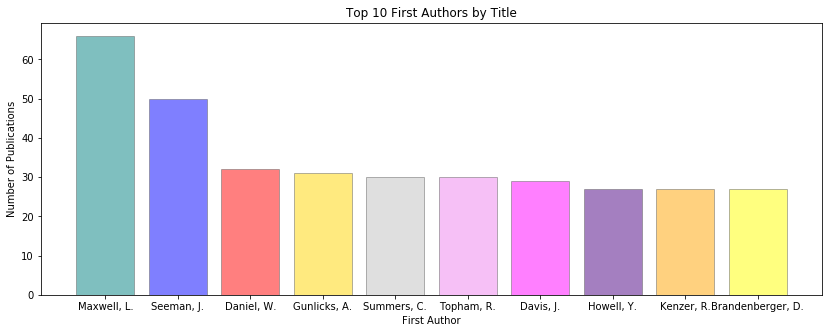 Top 10 First Authors by Title
Number of Publications
60
50
40
30
20
10
0
Maxwell, L. Seeman, J. Daniel, W. Gunlicks, A. Summers, C. Topham, R. Davis, J. Howell, Y. Kenzer, R. Brandenberger, D.
First Author